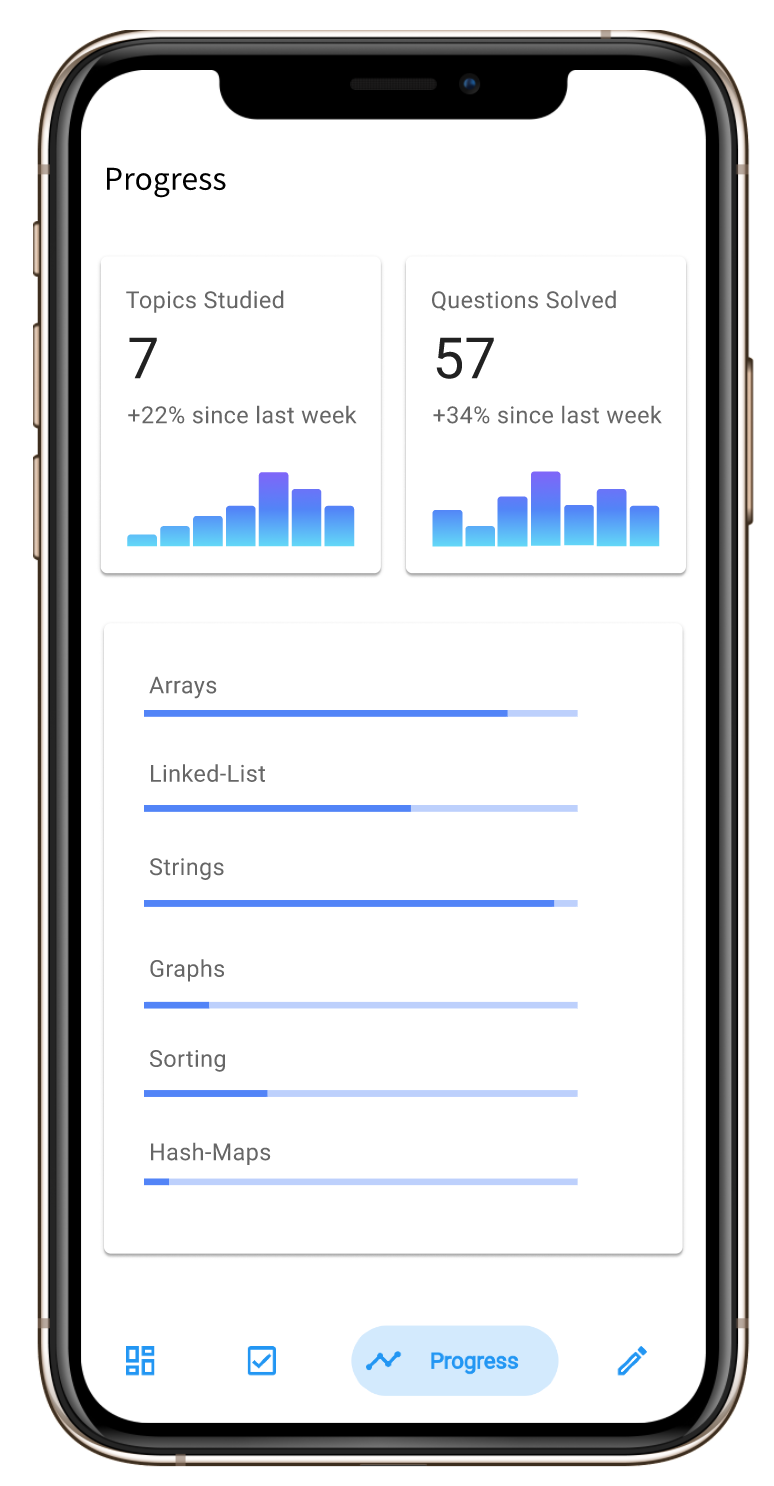 Progress
Topics Studied
7
+22% since last week
Questions Solved
57
+34% since last week
Arrays
Linked-List
Strings
Graphs
Sorting
Hash-Maps
Progress